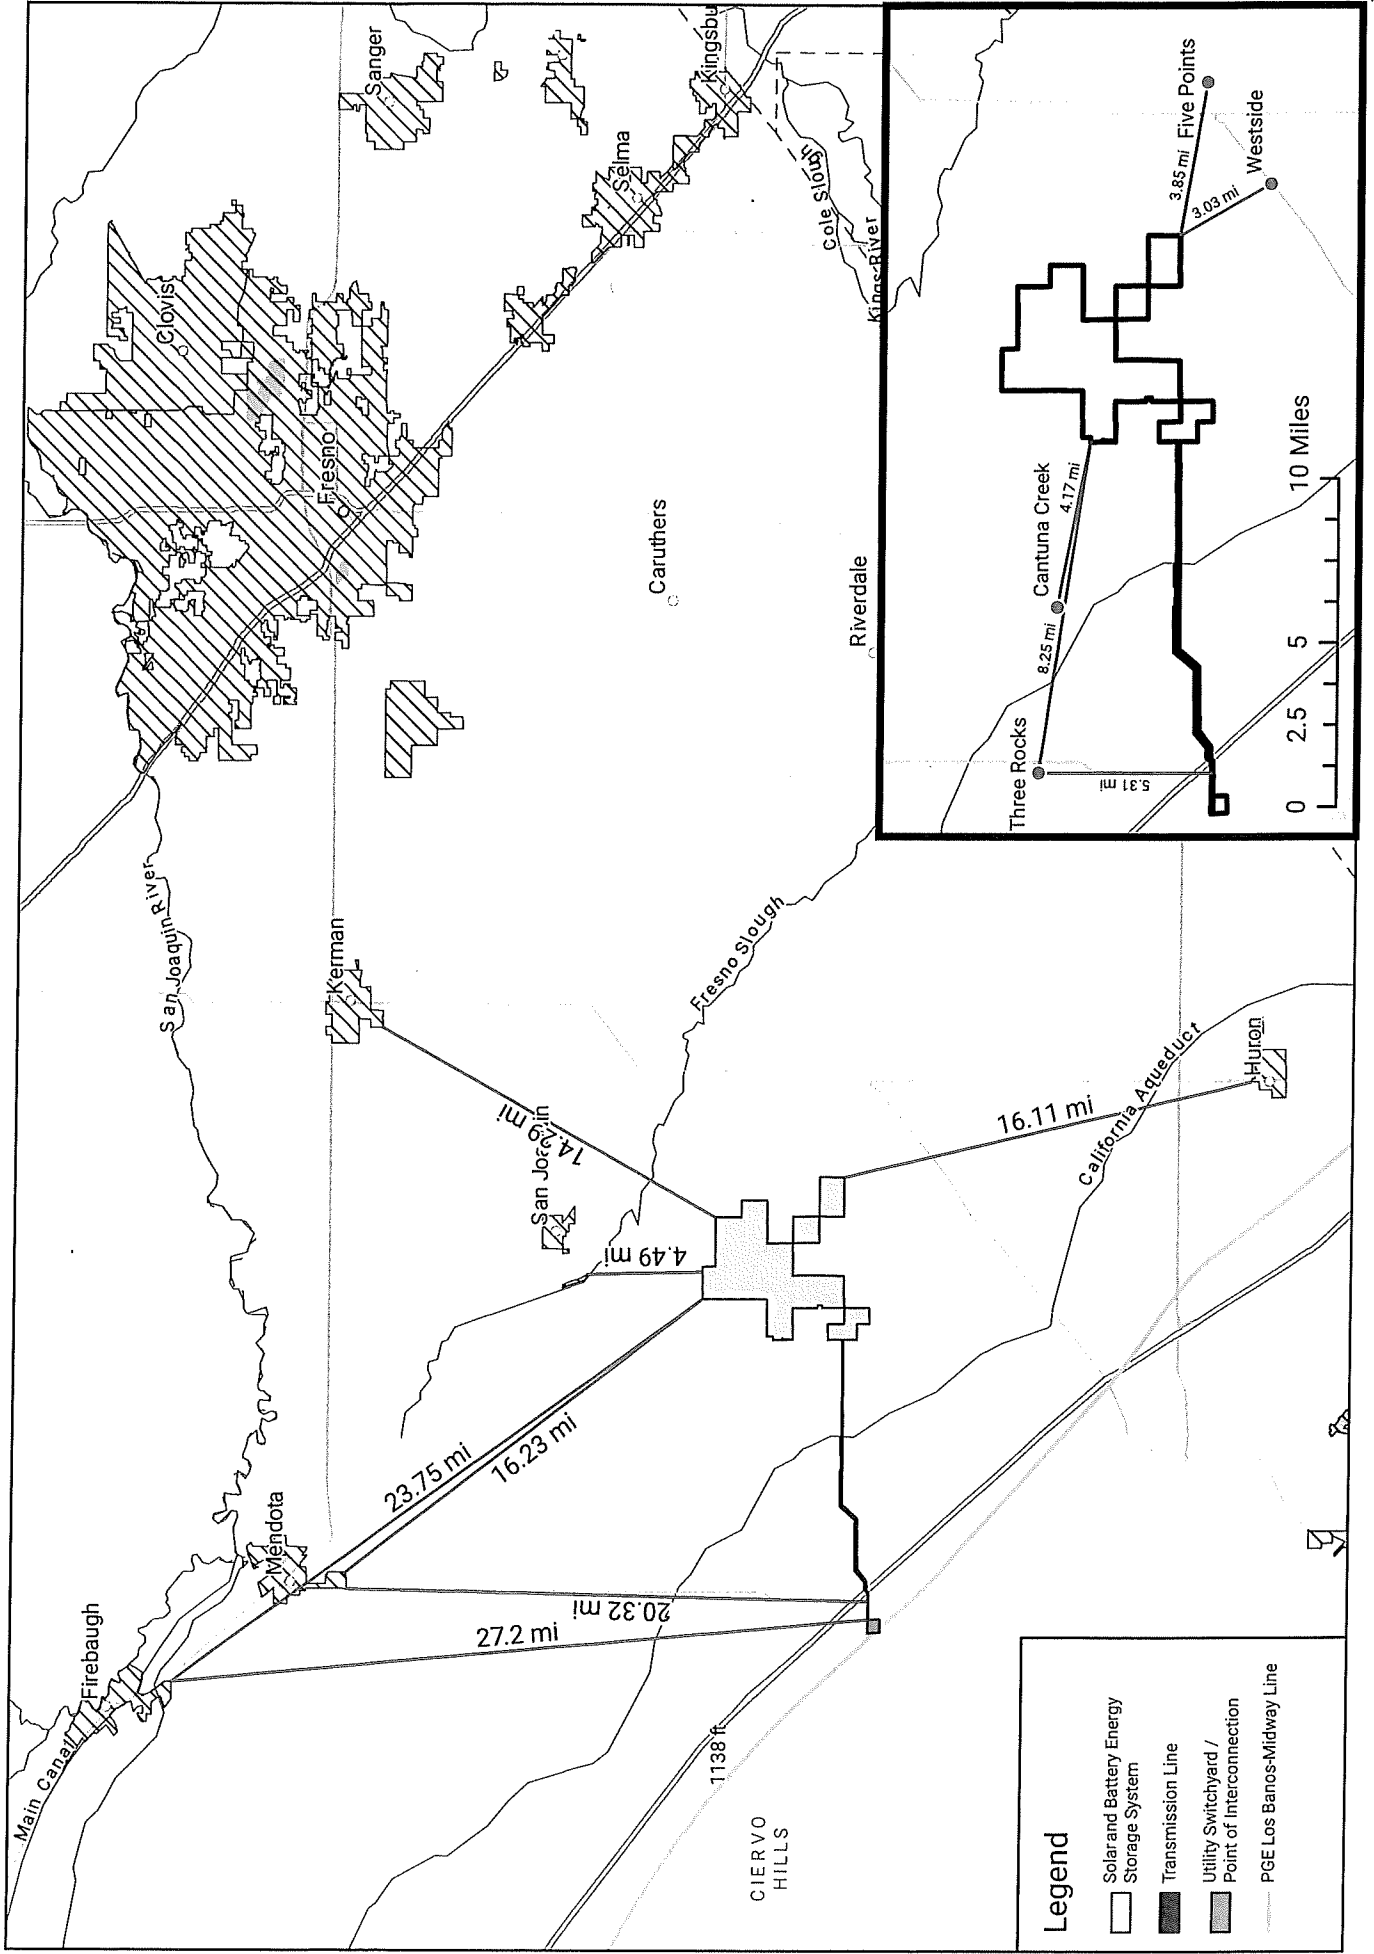 Main Canal
Firebaugh
Mendota
San Joaquin River
Clovis
Fresno
Sanger
Selma
Kingsbu
Cole Slough
Kings River
Kerman
Caruthers
Riverdale
San Joa in
Fresno Slough
California Aqueduct
Huron
CIERVO
HILLS
1138 ft
27.2 mi
20.32 mi
23.75 mi
16.23 mi
4.49 mi
14.29 mi
16.11 mi
Three Rocks
8.25 mi
Cantuna Creek
4.17 mi
5.31 mi
3.85 mi
Five Points
3.03 mi
Westside
0 2.5 5 10 Miles
Legend
Solar and Battery Energy
Storage System
Transmission Line
Utility Switchyard /
Point of Interconnection
PGE Los Banos-Midway Line